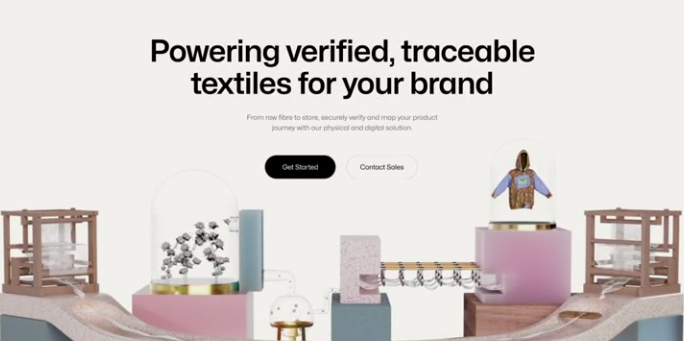 Powering verified, traceable
textiles for your brand
From raw fibre to store, securely verify and map your product
journey with our physical and digital solution.
Get Started
Contact Sales